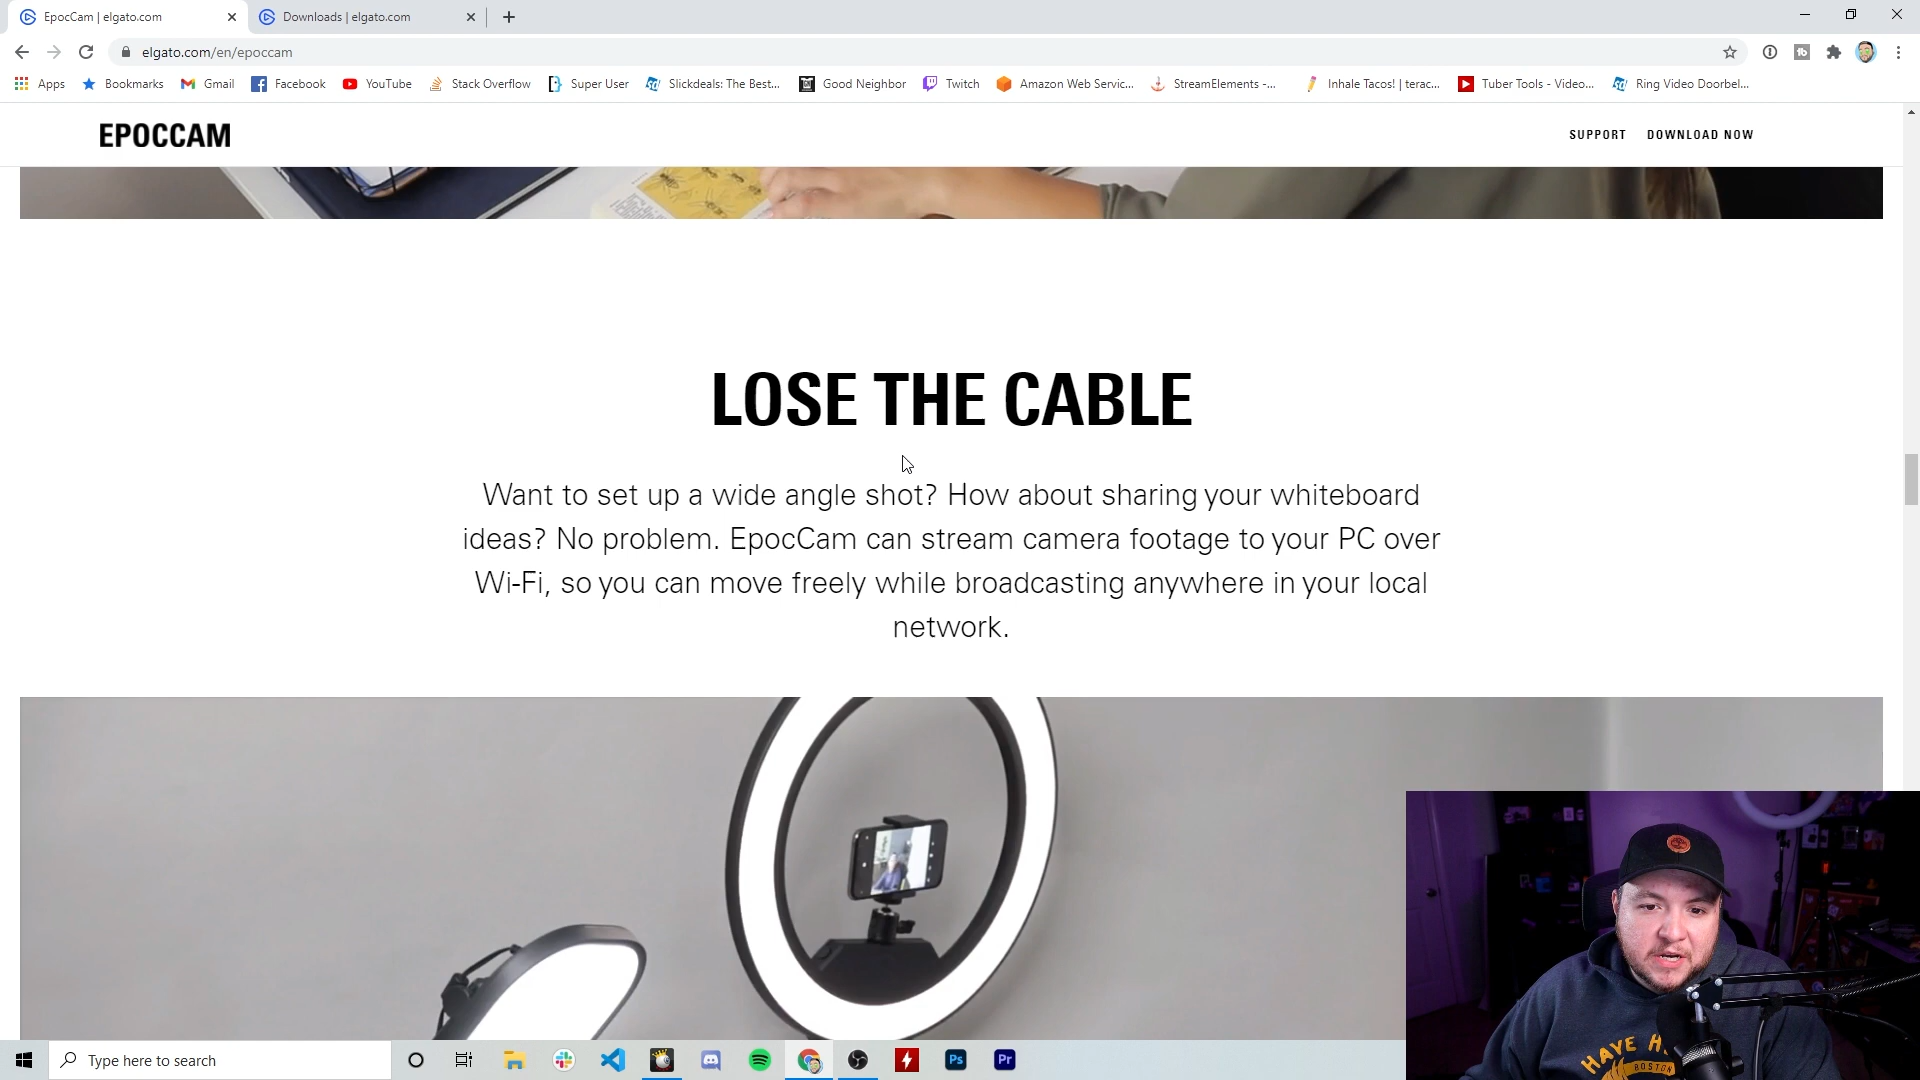 EpocCam | elgato.com
Downloads | elgato.com
elgato.com/en/epoccam
Apps
Bookmarks
Gmail
Facebook
YouTube
Stack Overflow
Super User
Slickdeals: The Best...
Good Neighbor
Twitch
Amazon Web Servic...
StreamElements -...
Inhale Tacos! | terac...
Tuber Tools - Video...
Ring Video Doorbel...
EPOCCAM
SUPPORT
DOWNLOAD NOW
LOSE THE CABLE
Want to set up a wide angle shot? How about sharing your whiteboard
ideas? No problem. EpocCam can stream camera footage to your PC over
Wi-Fi, so you can move freely while broadcasting anywhere in your local
network.
HAVE
BOSTON
Type here to search
Ps
Pr